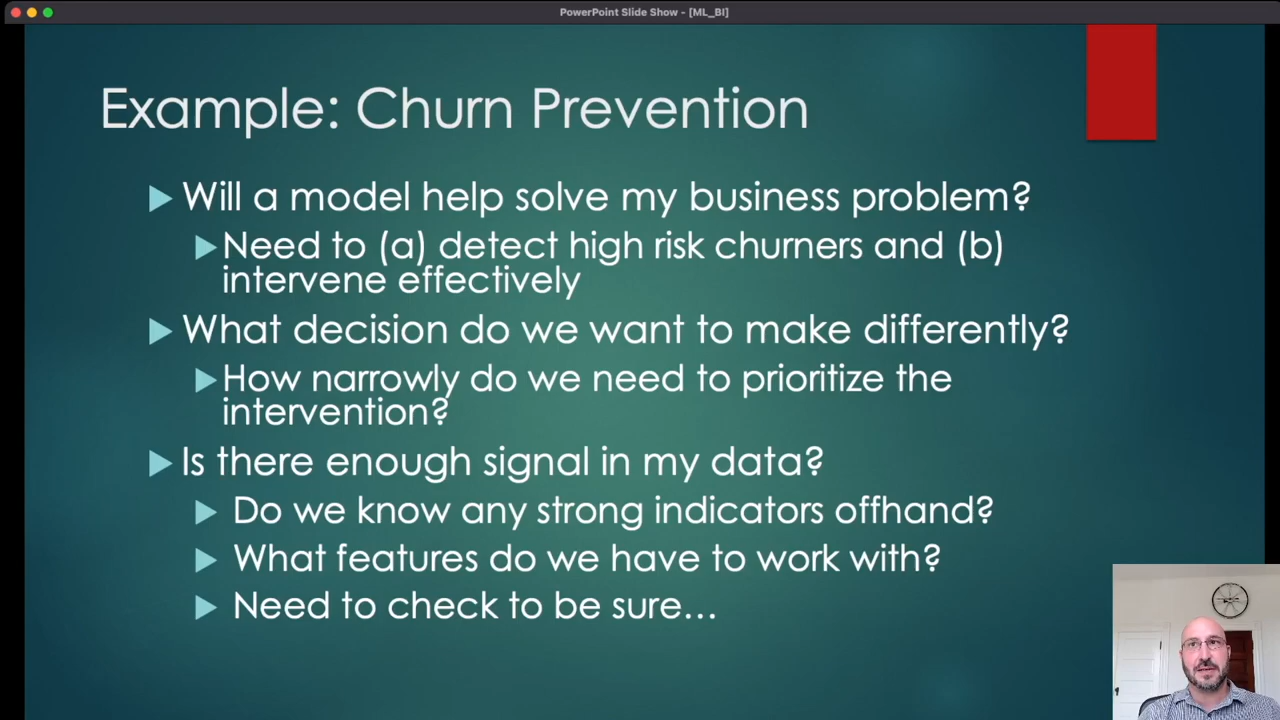 PowerPoint Slide Show - [ML_BI]
Example: Churn Prevention
Will a model help solve my business problem?
Need to (a) detect high risk churners and (b)
intervene effectively
What decision do we want to make differently?
How narrowly do we need to prioritize the
intervention?
Is there enough signal in my data?
Do we know any strong indicators offhand?
What features do we have to work with?
Need to check to be sure…